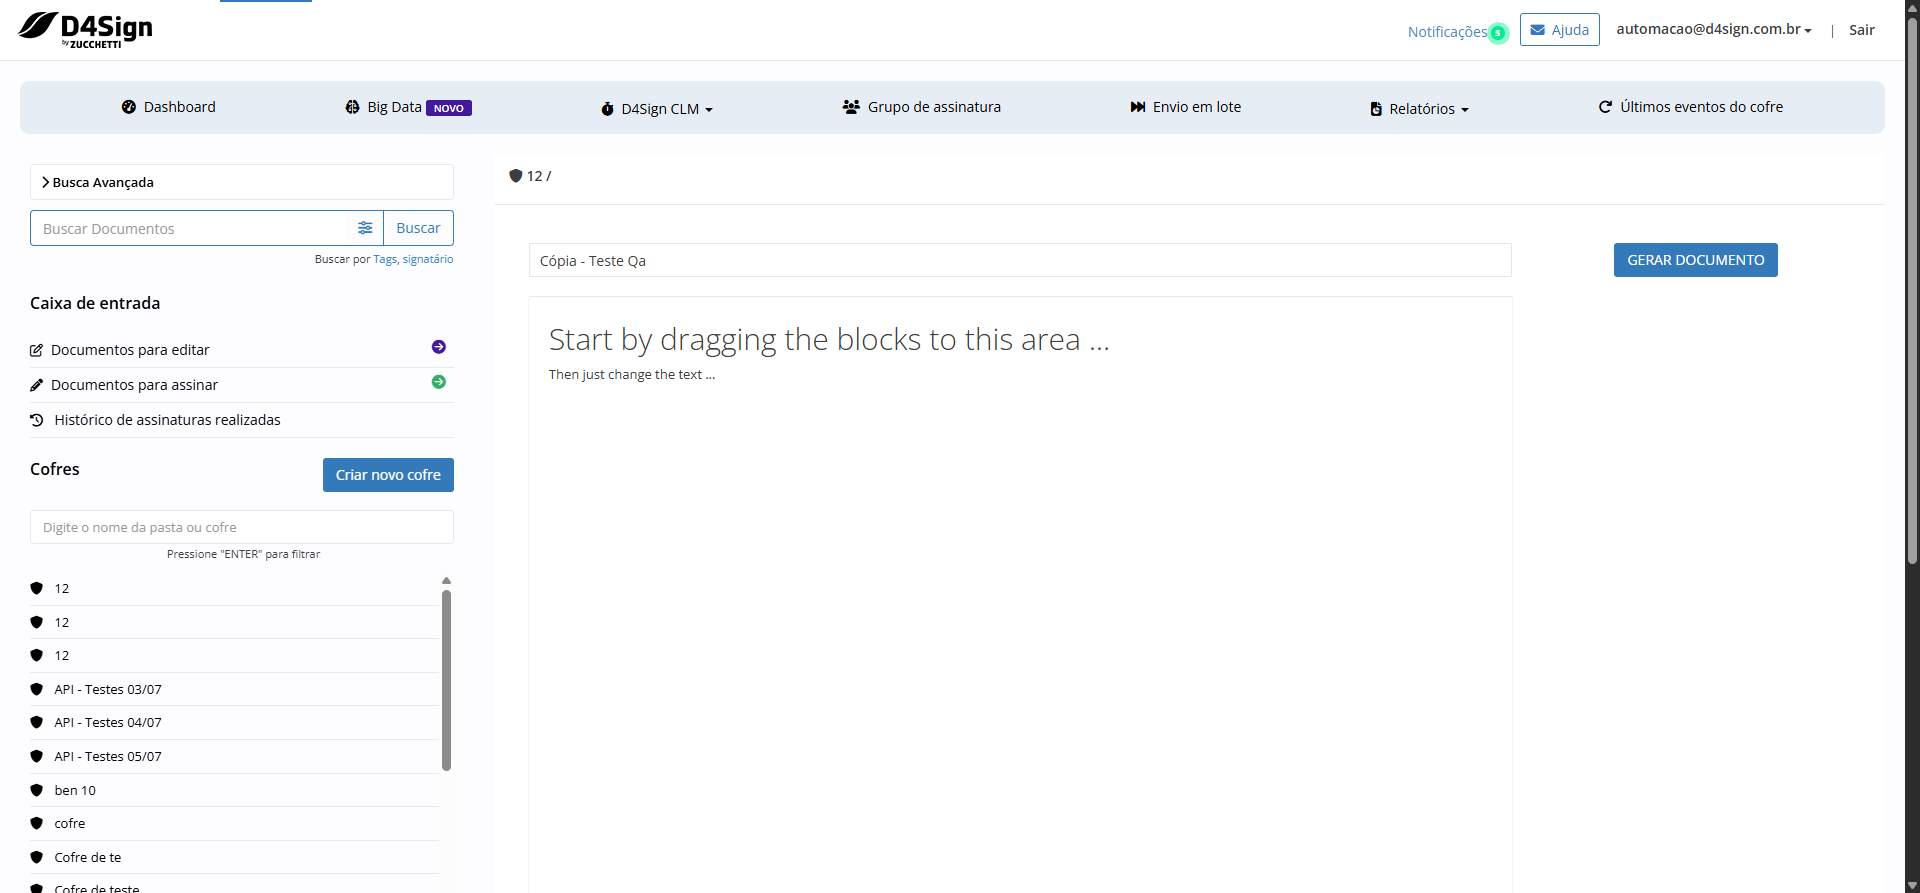 D4Sign
by ZUCCHETTI
Notificações 5
Ajuda
automacao@d4sign.com.br
|
Sair
Dashboard
Big Data NOVO
D4Sign CLM
Grupo de assinatura
Envio em lote
Relatórios
Últimos eventos do cofre
Busca Avançada
Buscar Documentos
Buscar
Buscar por Tags, signatário
Caixa de entrada
Documentos para editar
Documentos para assinar
Histórico de assinaturas realizadas
Cofres
Criar novo cofre
Digite o nome da pasta ou cofre
Pressione "ENTER" para filtrar
12
12
12
API - Testes 03/07
API - Testes 04/07
API - Testes 05/07
ben 10
cofre
Cofre de te
Cofre de teste
12 /
Cópia - Teste Qa
GERAR DOCUMENTO
Start by dragging the blocks to this area ...
Then just change the text ...